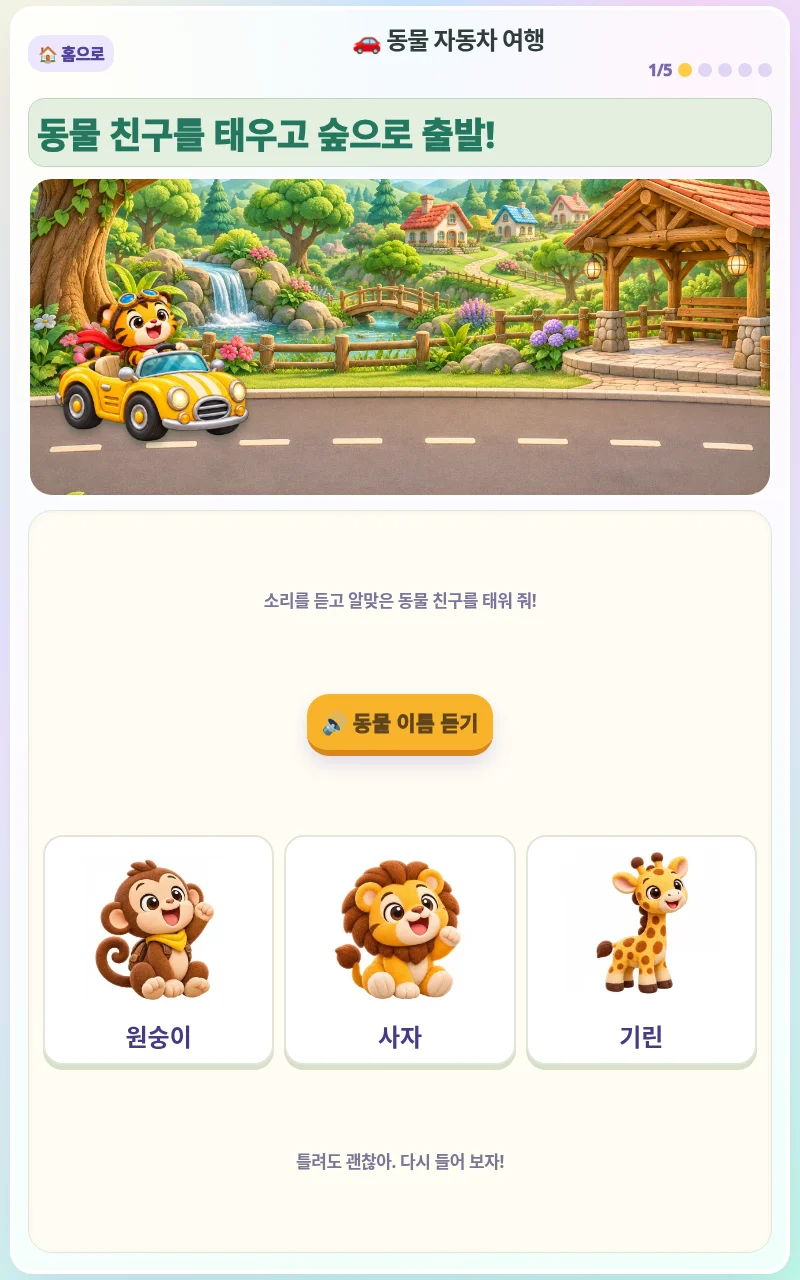 🏠 홈으로
🚗 동물 자동차 여행
1/5
동물 친구를 태우고 숲으로 출발!
소리를 듣고 알맞은 동물 친구를 태워 줘!
🔊 동물 이름 듣기
원숭이
사자
기린
틀려도 괜찮아. 다시 들어 보자!